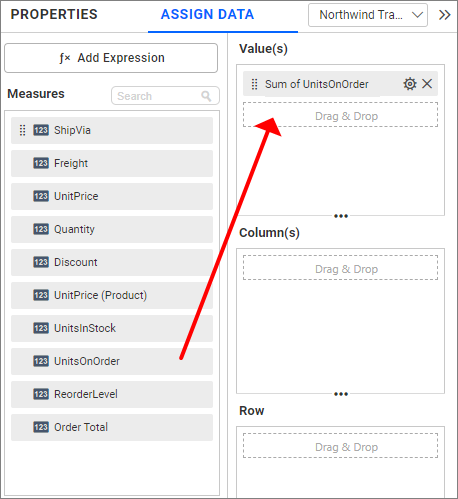 PROPERTIES
ASSIGN DATA
Northwind Tra...
ƒ× Add Expression
Measures
Search
123 ShipVia
123 Freight
123 UnitPrice
123 Quantity
123 Discount
123 UnitPrice (Product)
123 UnitsInStock
123 UnitsOnOrder
123 ReorderLevel
123 Order Total
Value(s)
Sum of UnitsOnOrder
Drag & Drop
Column(s)
Drag & Drop
Row
Drag & Drop